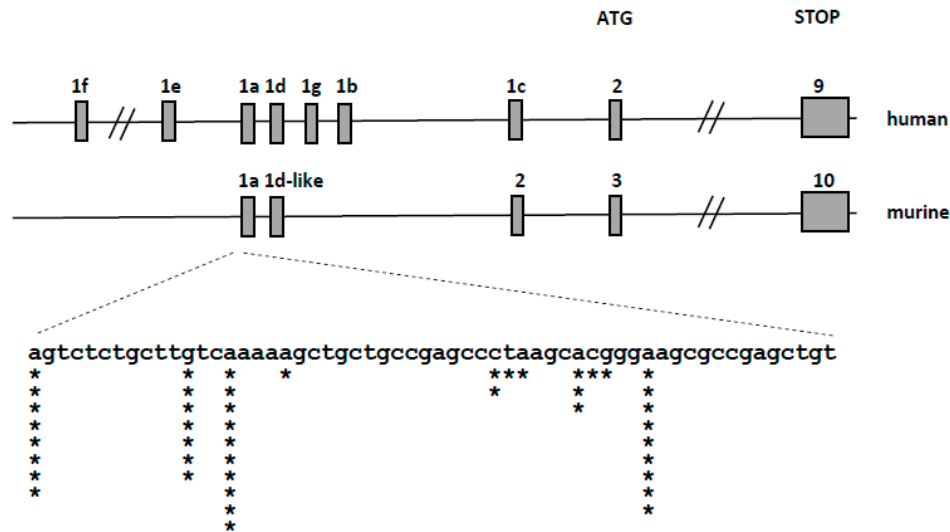 ATG STOP
1f 1e 1a 1d 1g 1b 1c 2 9
human
1a 1d-like 2 3 10
murine
agtctctgcttgtcaaaaagctgctgccgagccctaagcacgggaagcgccgagctgt
* * * * *** *** *
* * * * * *
* * * * *
* * * *
* * * *
* * * *
* * * *
* * *
* *
*